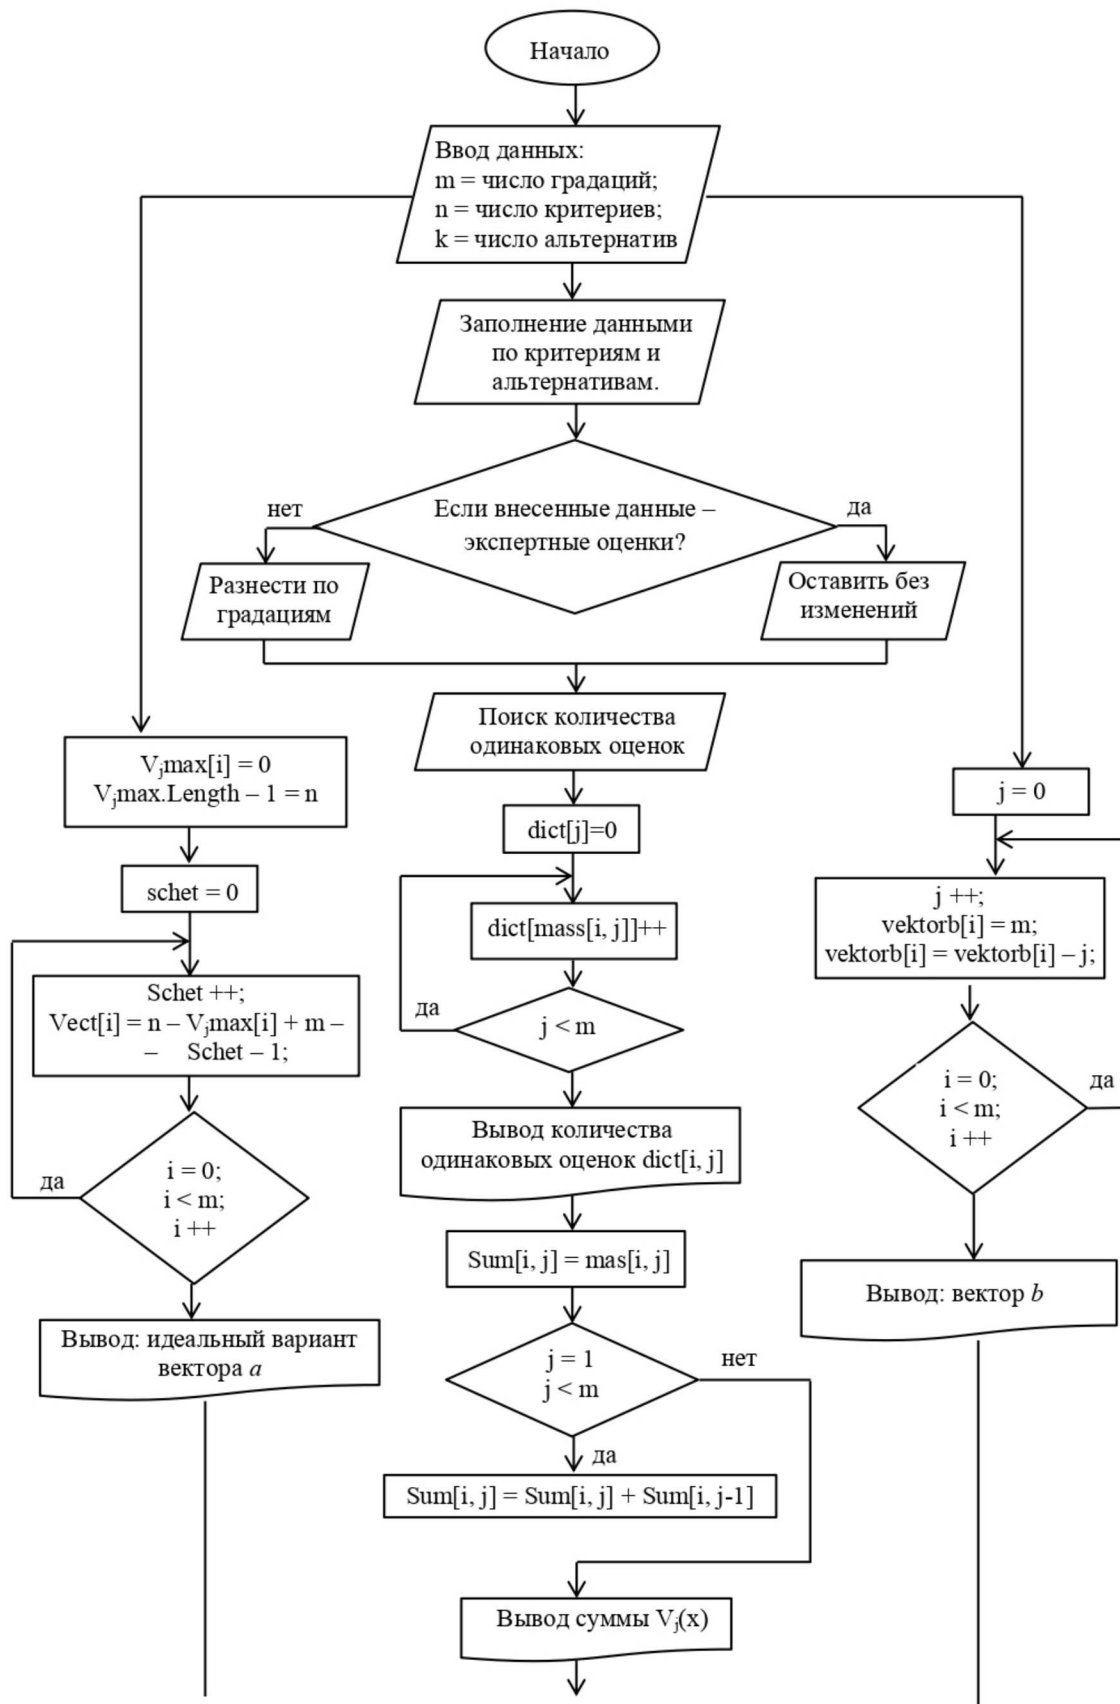 Начало
Ввод данных:
m = число градаций;
n = число критериев;
k = число альтернатив
Заполнение данными
по критериям и
альтернативам.
Если внесенные данные –
экспертные оценки?
нет
да
Разнести по
градациям
Оставить без
изменений
Поиск количества
одинаковых оценок
Vjmax[i] = 0
Vjmax.Length – 1 = n
schet = 0
Schet ++;
Vect[i] = n – Vjmax[i] + m –
– Schet – 1;
i = 0;
i < m;
i ++
да
Вывод: идеальный вариант
вектора a
dict[j]=0
dict[mass[i, j]]++
j < m
да
Вывод количества
одинаковых оценок dict[i, j]
Sum[i, j] = mas[i, j]
j = 1
j < m
нет
да
Sum[i, j] = Sum[i, j] + Sum[i, j-1]
Вывод суммы Vj(x)
j = 0
j ++;
vektorb[i] = m;
vektorb[i] = vektorb[i] – j;
i = 0;
i < m;
i ++
да
Вывод: вектор b